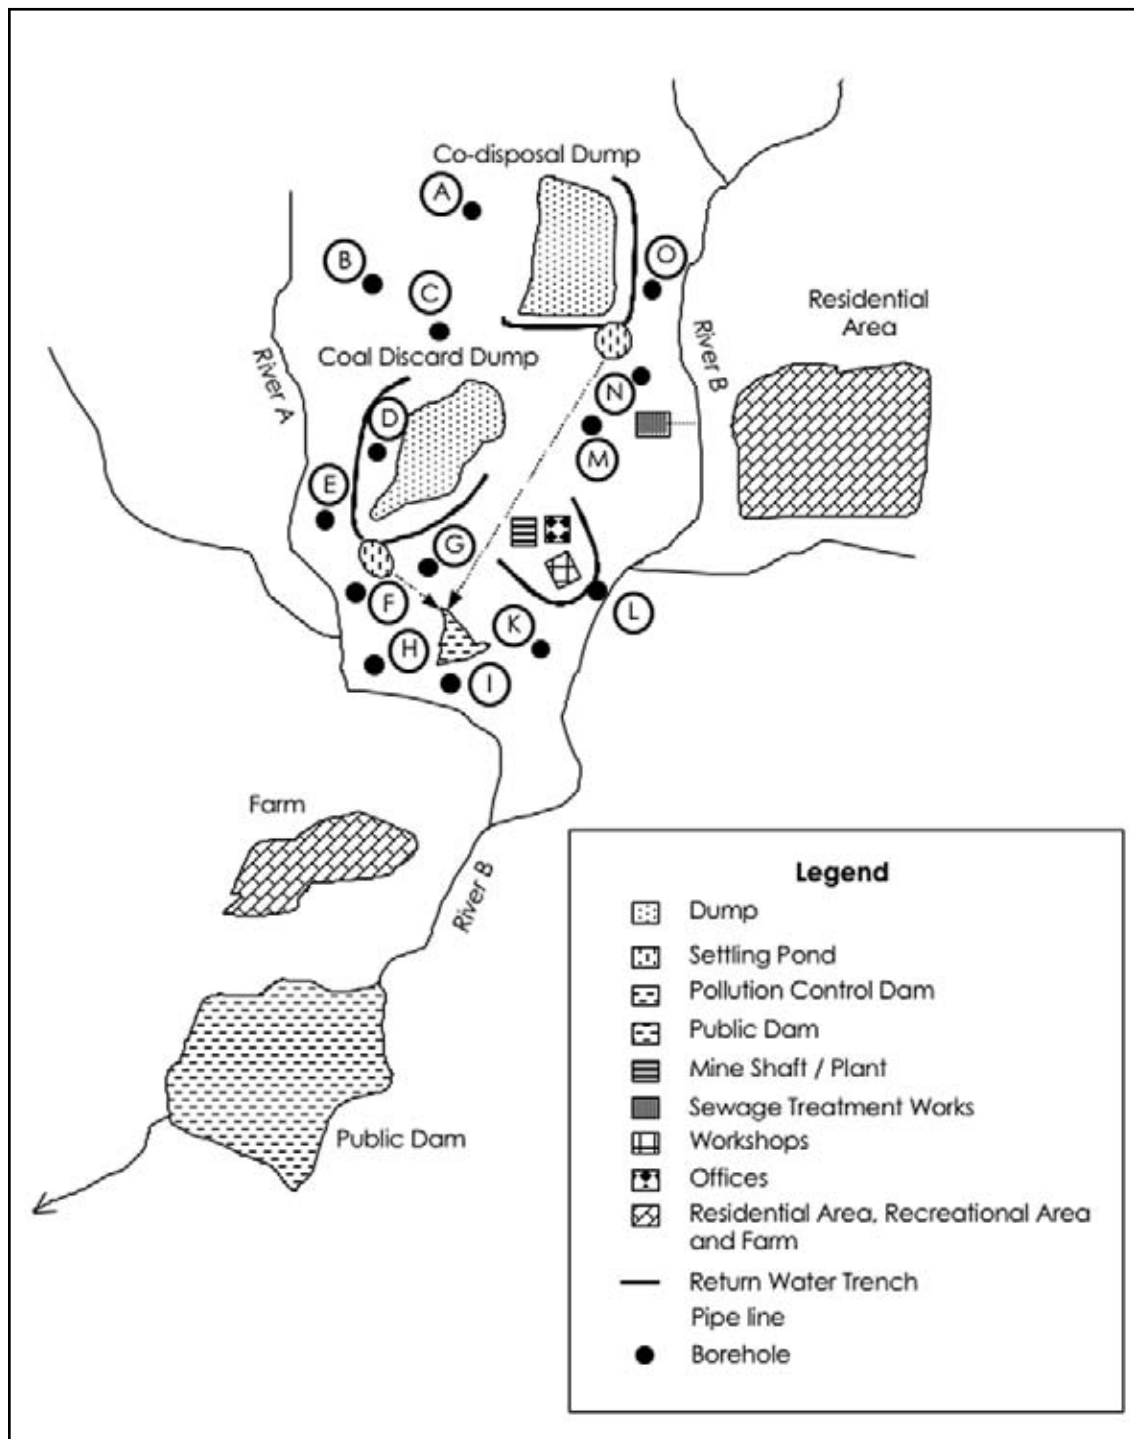 Co-disposal Dump
A
B
C
O
Residential
Area
River B
River A
Coal Discard Dump
N
D
M
E
G
F
L
K
H
I
Farm
River B
Public Dam
Legend
Dump
Settling Pond
Pollution Control Dam
Public Dam
Mine Shaft / Plant
Sewage Treatment Works
Workshops
Offices
Residential Area, Recreational Area
and Farm
Return Water Trench
Pipe line
Borehole